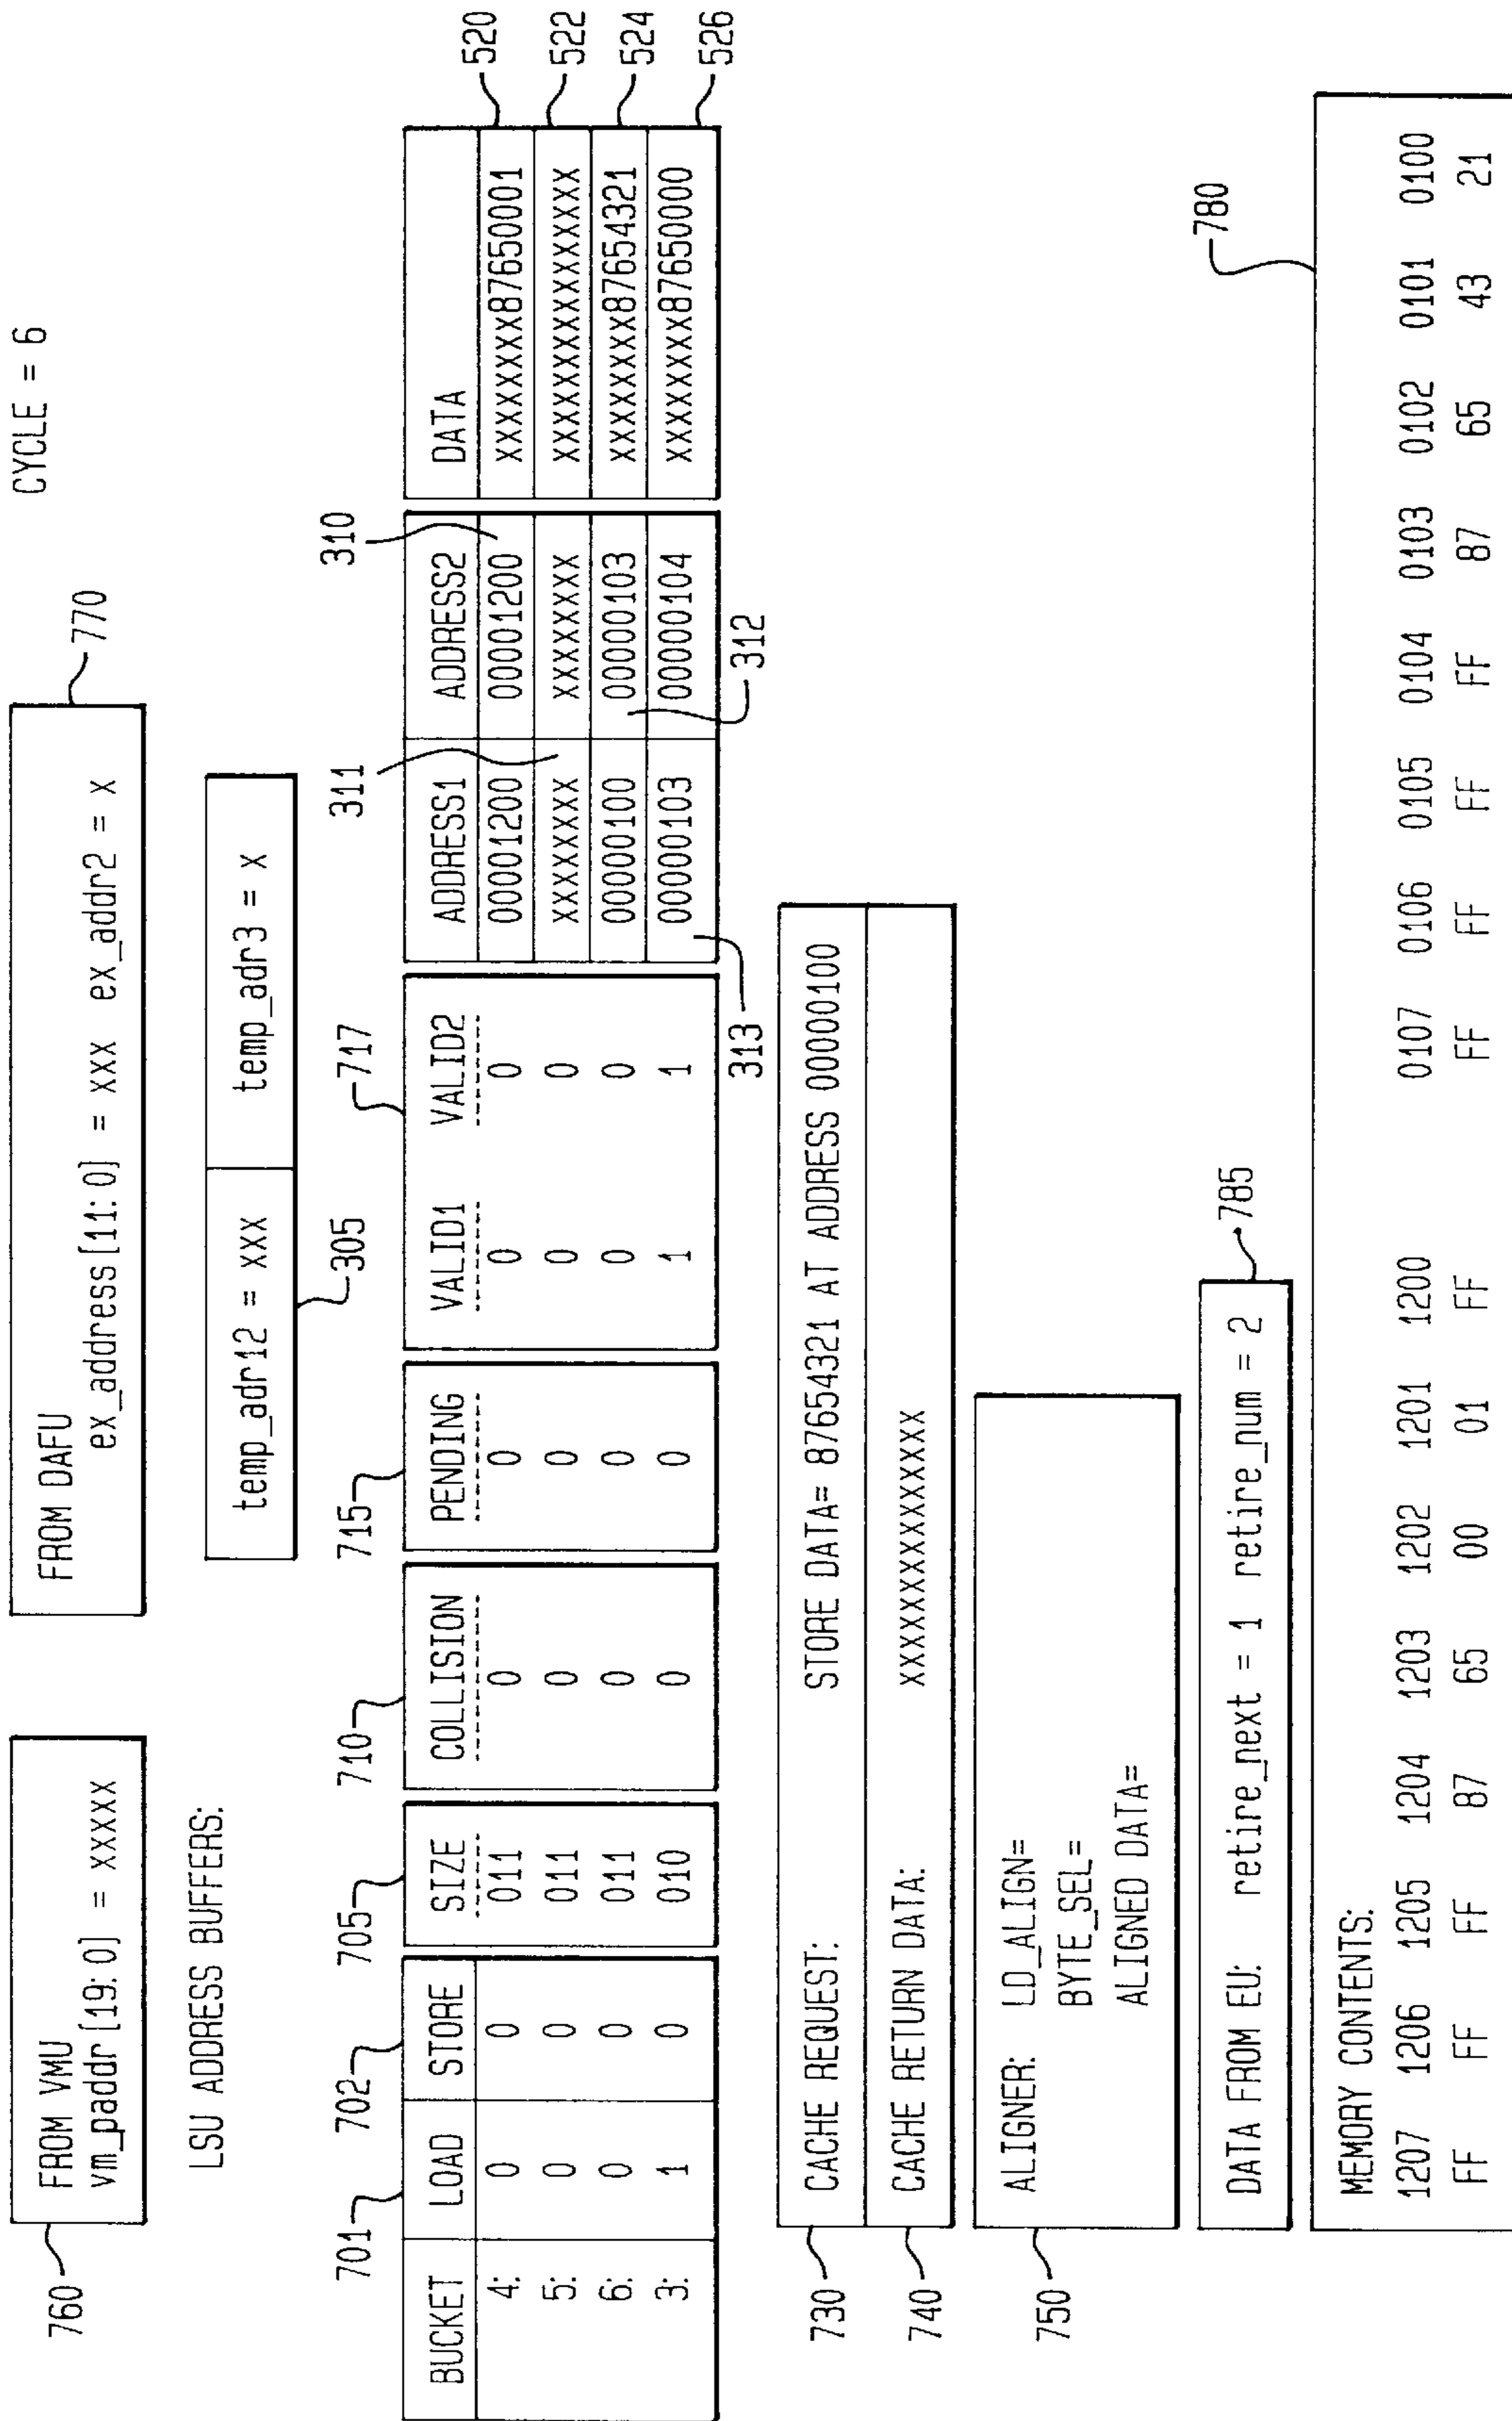 CYCLE = 6
FROM VMU
vm_paddr [19:0] = XXXXX
760
FROM DAFU
ex_address [11:0] = XXX ex_addr2 = X
770
temp_adr12 = XXX temp_adr3 = X
305
LSU ADDRESS BUFFERS:
701 702 705 710 715 717 311 310
BUCKET LOAD STORE SIZE COLLISION PENDING VALID1 VALID2 ADDRESS1 ADDRESS2 DATA
4: 0 0 011 0 0 0 0 00001200 00001200 XXXXXXX87650001 520
5: 0 0 011 0 0 0 0 XXXXXXX XXXXXXX XXXXXXXXXXXXXXX 522
6: 0 0 011 0 0 0 0 00000100 00000103 XXXXXXX87654321 524
3: 1 0 010 0 0 1 1 00000103 00000104 XXXXXXX87650000 526
313 312
730 CACHE REQUEST: STORE DATA= 87654321 AT ADDRESS 00000100
740 CACHE RETURN DATA: XXXXXXXXXXXXXXXX
750 ALIGNER: LD_ALIGN=
BYTE_SEL=
ALIGNED DATA=
DATA FROM EU: retire_next = 1 retire_num = 2 785
780
MEMORY CONTENTS:
1207 1206 1205 1204 1203 1202 1201 1200 0107 0106 0105 0104 0103 0102 0101 0100
FF FF FF 87 65 00 01 FF FF FF FF FF 87 65 43 21